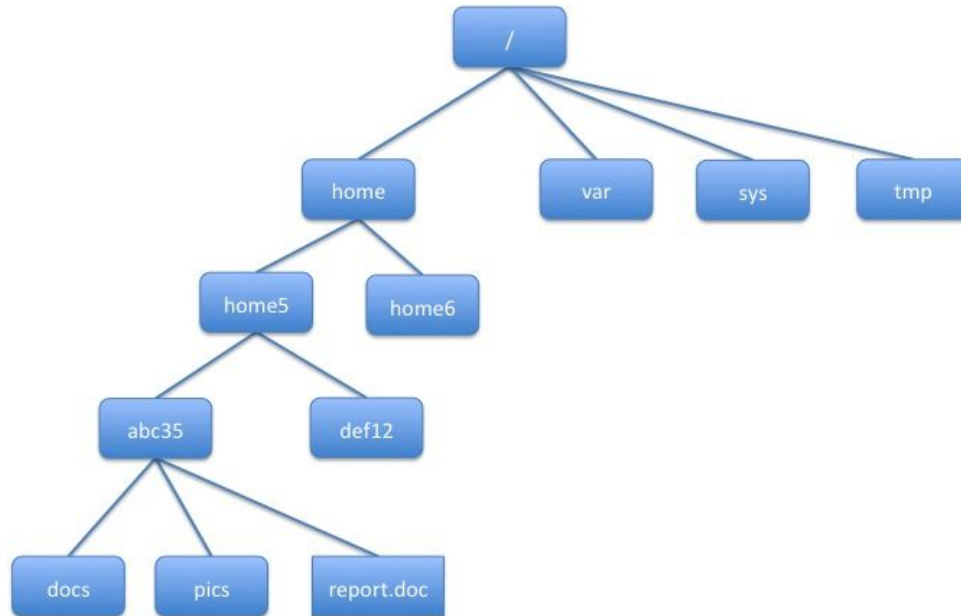 /
home
var
sys
tmp
home5
home6
abc35
def12
docs
pics
report.doc